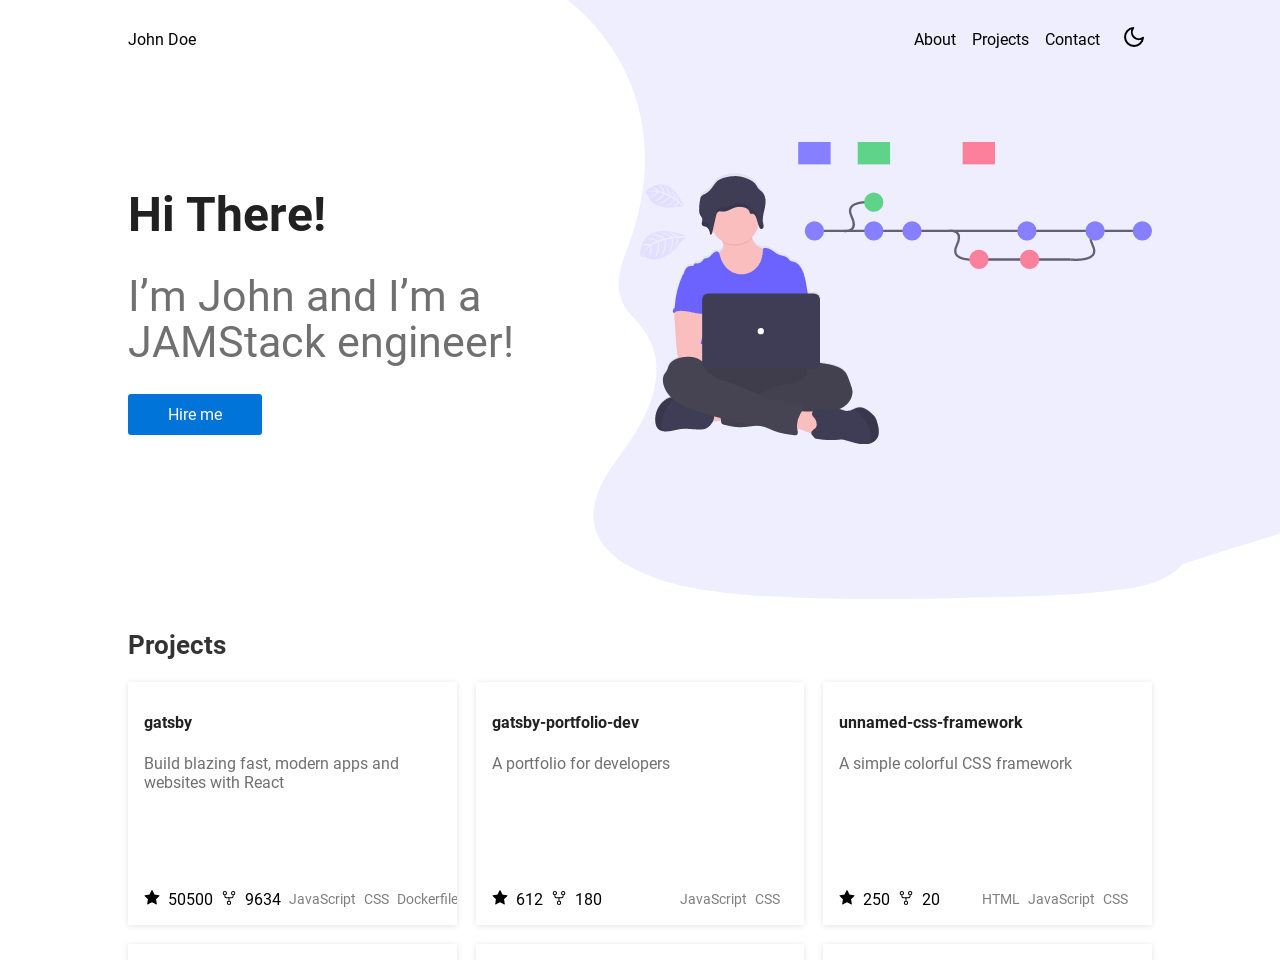 John Doe
About Projects Contact
Hi There!
I’m John and I’m a
JAMStack engineer!
Hire me
Projects
gatsby
Build blazing fast, modern apps and
websites with React
50500 9634 JavaScript CSS Dockerfile
gatsby-portfolio-dev
A portfolio for developers
612 180 JavaScript CSS
unnamed-css-framework
A simple colorful CSS framework
250 20 HTML JavaScript CSS